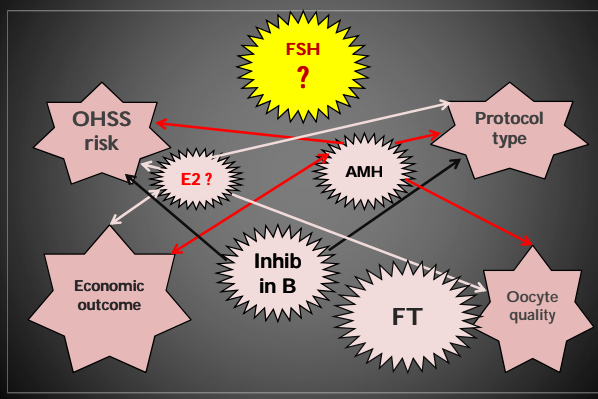 FSH
?
OHSS
risk
Protocol
type
E2 ?
AMH
Inhib
in B
Economic
outcome
FT
Oocyte
quality